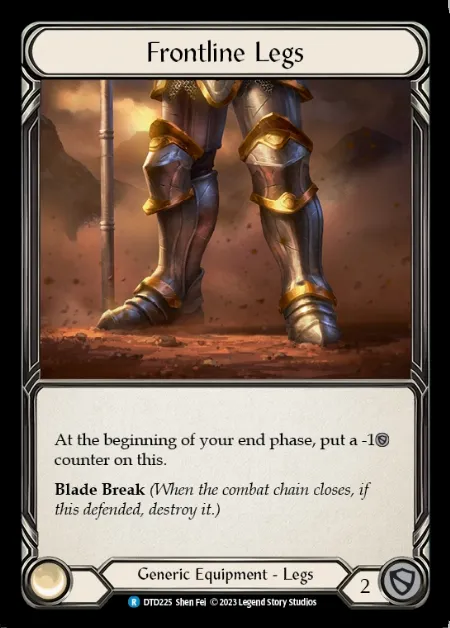 Frontline Legs
At the beginning of your end phase, put a -1
counter on this.
Blade Break (When the combat chain closes, if
this defended, destroy it.)
Generic Equipment - Legs
2
R DTD225 Shen Fei © 2023 Legend Story Studios